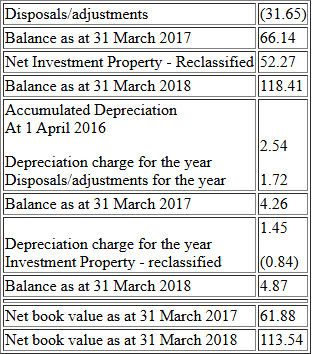 Disposals/adjustments (31.65)
Balance as at 31 March 2017 66.14
Net Investment Property - Reclassified 52.27
Balance as at 31 March 2018 118.41
Accumulated Depreciation
At 1 April 2016
2.54
Depreciation charge for the year
Disposals/adjustments for the year 1.72
Balance as at 31 March 2017 4.26
1.45
Depreciation charge for the year
Investment Property - reclassified (0.84)
Balance as at 31 March 2018 4.87
Net book value as at 31 March 2017 61.88
Net book value as at 31 March 2018 113.54